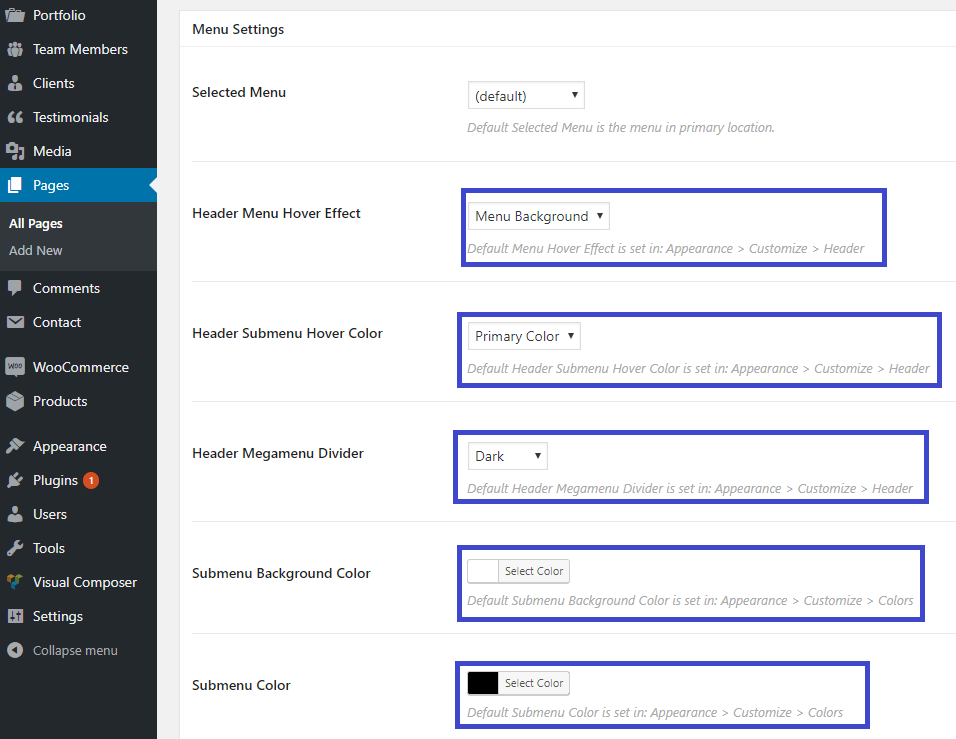 Portfolio
Team Members
Clients
Testimonials
Media
Pages
All Pages
Add New
Comments
Contact
WOO WooCommerce
Products
Appearance
Plugins 1
Users
Tools
Visual Composer
Settings
Collapse menu
Menu Settings
Selected Menu
(default)
Default Selected Menu is the menu in primary location.
Header Menu Hover Effect
Menu Background
Default Menu Hover Effect is set in: Appearance > Customize > Header
Header Submenu Hover Color
Primary Color
Default Header Submenu Hover Color is set in: Appearance > Customize > Header
Header Megamenu Divider
Dark
Default Header Megamenu Divider is set in: Appearance > Customize > Header
Submenu Background Color
Select Color
Default Submenu Background Color is set in: Appearance > Customize > Colors
Submenu Color
Select Color
Default Submenu Color is set in: Appearance > Customize > Colors